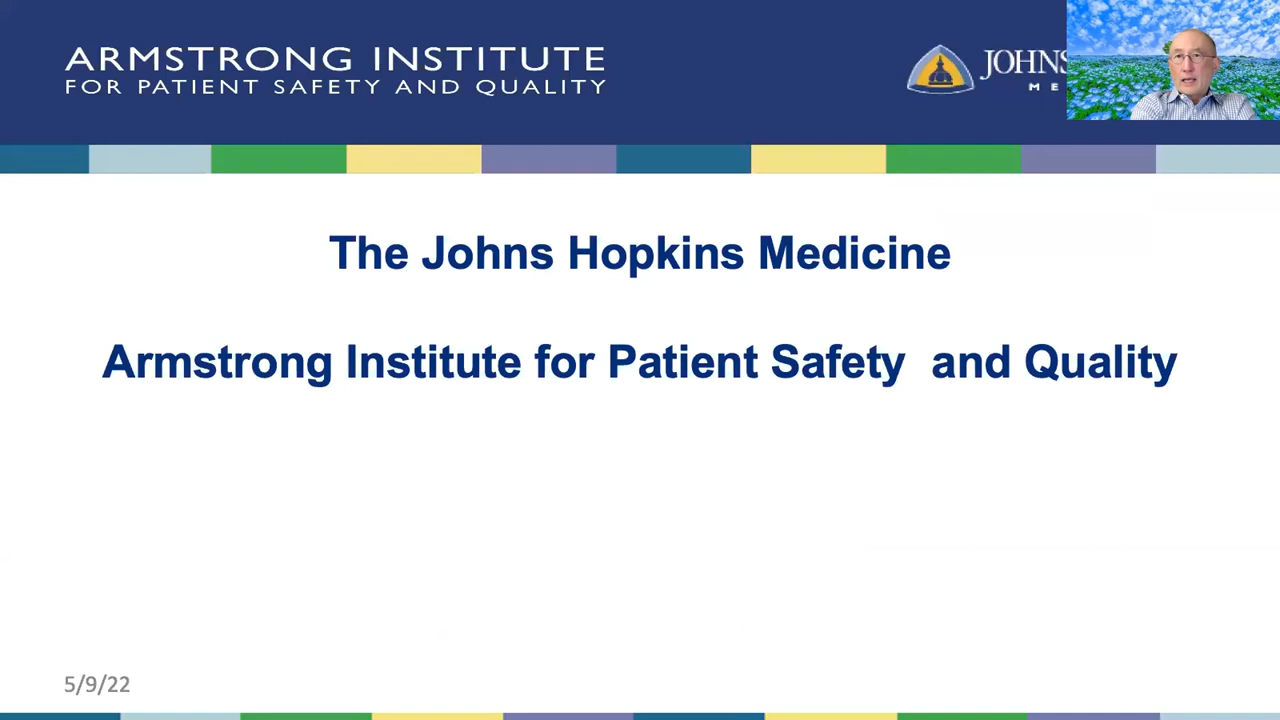 ARMSTRONG INSTITUTE
FOR PATIENT SAFETY AND QUALITY
The Johns Hopkins Medicine
Armstrong Institute for Patient Safety  and Quality
5/9/22